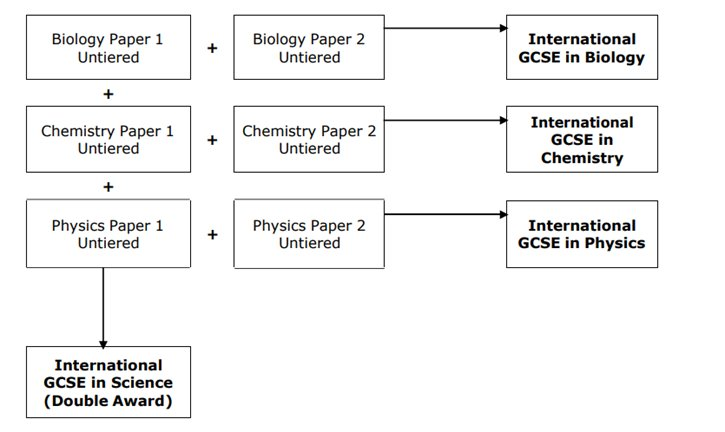 Biology Paper 1
Untiered
+
Biology Paper 2
Untiered
International
GCSE in Biology
+
Chemistry Paper 1
Untiered
+
Chemistry Paper 2
Untiered
International
GCSE in
Chemistry
+
Physics Paper 1
Untiered
+
Physics Paper 2
Untiered
International
GCSE in Physics
International
GCSE in Science
(Double Award)